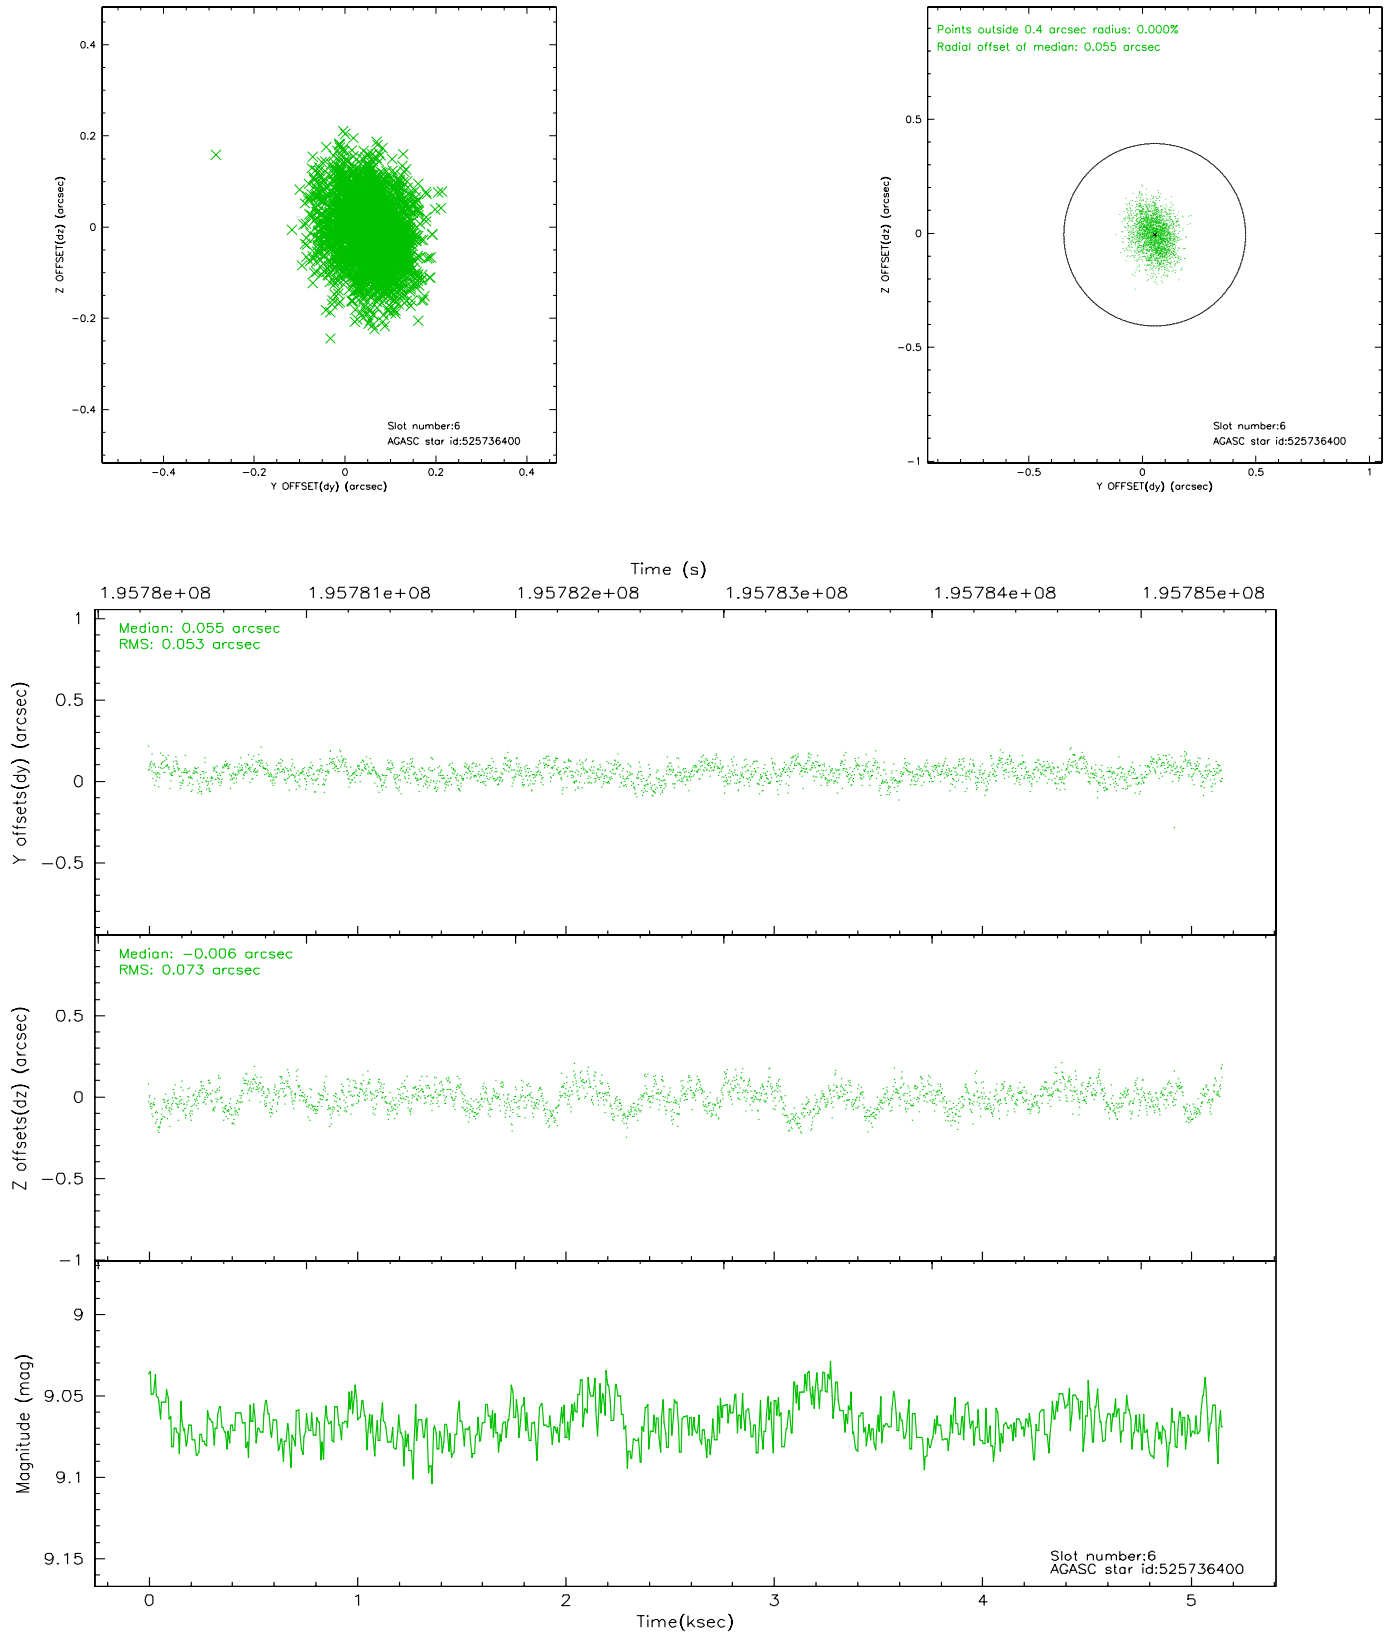 0.4
0.2
0
−0.2
−0.4
Z OFFSET(dz) (arcsec)
Slot number:6
AGASC star id:525736400
−0.4 −0.2 0 0.2 0.4
Y OFFSET(dy) (arcsec)
Points outside 0.4 arcsec radius: 0.000%
Radial offset of median: 0.055 arcsec
0.5
0
−0.5
−1
Z OFFSET(dz) (arcsec)
Slot number:6
AGASC star id:525736400
−0.5 0 0.5 1
Y OFFSET(dy) (arcsec)
Time (s)
1.9578e+08 1.95781e+08 1.95782e+08 1.95783e+08 1.95784e+08 1.95785e+08
Median: 0.055 arcsec
RMS: 0.053 arcsec
1
0.5
0
−0.5
Y offsets(dy) (arcsec)
Median: −0.006 arcsec
RMS: 0.073 arcsec
0.5
0
−0.5
−1
Z offsets(dz) (arcsec)
9
9.05
9.1
9.15
Magnitude (mag)
Slot number:6
AGASC star id:525736400
0 1 2 3 4 5
Time(ksec)